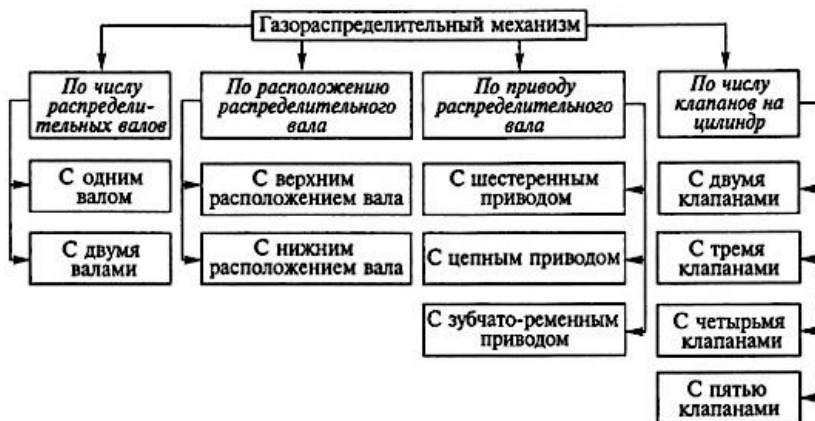 Газораспределительный механизм
По числу
распредели-
тельных валов
С одним
валом
С двумя
валами
По расположению
распределительного
вала
С верхним
расположением вала
С нижним
расположением вала
По приводу
распределительного
вала
С шестеренным
приводом
С цепным приводом
С зубчато-ременным
приводом
По числу
клапанов на
цилиндр
С двумя
клапанами
С тремя
клапанами
С четырьмя
клапанами
С пятью
клапанами